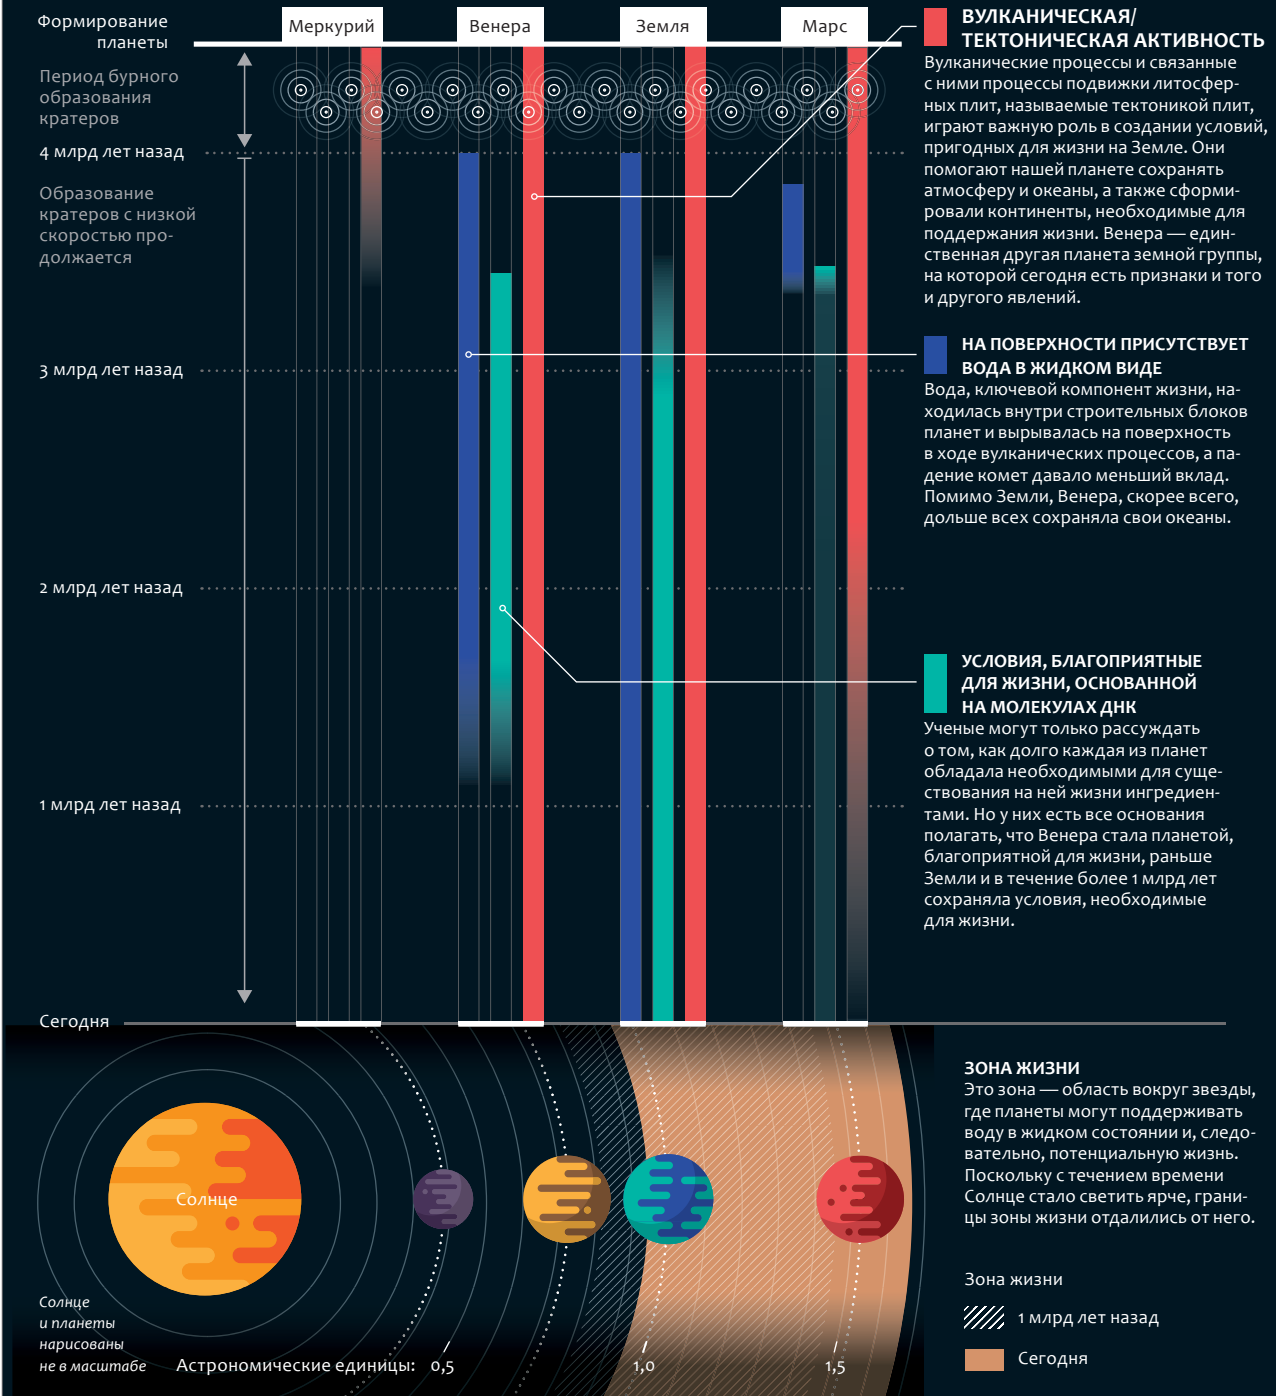 Формирование
планеты
Меркурий
Венера
Земля
Марс
Период бурного
образования
кратеров
4 млрд лет назад
Образование
кратеров с низкой
скоростью про-
должается
3 млрд лет назад
2 млрд лет назад
1 млрд лет назад
Сегодня
ВУЛКАНИЧЕСКАЯ/
ТЕКТОНИЧЕСКАЯ АКТИВНОСТЬ
Вулканические процессы и связанные
с ними процессы подвижки литосфер-
ных плит, называемые тектоникой плит,
играют важную роль в создании условий,
пригодных для жизни на Земле. Они
помогают нашей планете сохранять
атмосферу и океаны, а также сформи-
ровали континенты, необходимые для
поддержания жизни. Венера — един-
ственная другая планета земной группы,
на которой сегодня есть признаки и того
и другого явлений.
НА ПОВЕРХНОСТИ ПРИСУТСТВУЕТ
ВОДА В ЖИДКОМ ВИДЕ
Вода, ключевой компонент жизни, на-
ходилась внутри строительных блоков
планет и вырывалась на поверхность
в ходе вулканических процессов, а па-
дение комет давало меньший вклад.
Помимо Земли, Венера, скорее всего,
дольше всех сохраняла свои океаны.
УСЛОВИЯ, БЛАГОПРИЯТНЫЕ
ДЛЯ ЖИЗНИ, ОСНОВАННОЙ
НА МОЛЕКУЛАХ ДНК
Ученые могут только рассуждать
о том, как долго каждая из планет
обладала необходимыми для суще-
ствования на ней жизни ингредиен-
тами. Но у них есть все основания
полагать, что Венера стала планетой,
благоприятной для жизни, раньше
Земли и в течение более 1 млрд лет
сохраняла условия, необходимые
для жизни.
Солнце
Солнце
и планеты
нарисованы
не в масштабе
Астрономические единицы: 0,5
1,0
1,5
ЗОНА ЖИЗНИ
Это зона — область вокруг звезды,
где планеты могут поддерживать
воду в жидком состоянии и, следо-
вательно, потенциальную жизнь.
Поскольку с течением времени
Солнце стало светить ярче, грани-
цы зоны жизни отдалились от него.
Зона жизни
1 млрд лет назад
Сегодня